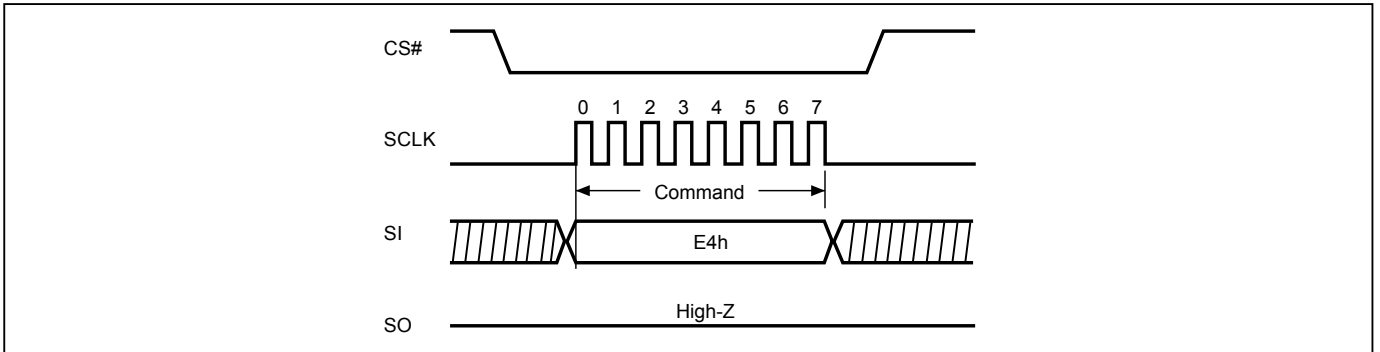 CS#
0 1 2 3 4 5 6 7
SCLK
Command
SI
E4h
High-Z
SO